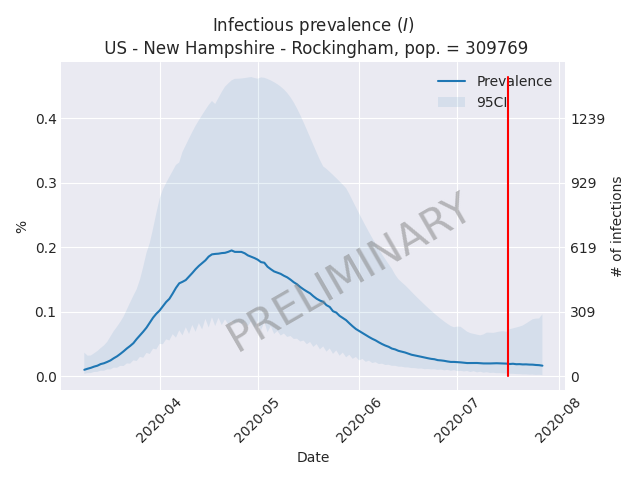 Infectious prevalence (I)
US - New Hampshire - Rockingham, pop. = 309769
Prevalence
95CI
0.4
0.3
0.2
0.1
0.0
%
1239
929
619
309
0
# of infections
PRELIMINARY
2020-04
2020-05
2020-06
2020-07
2020-08
Date